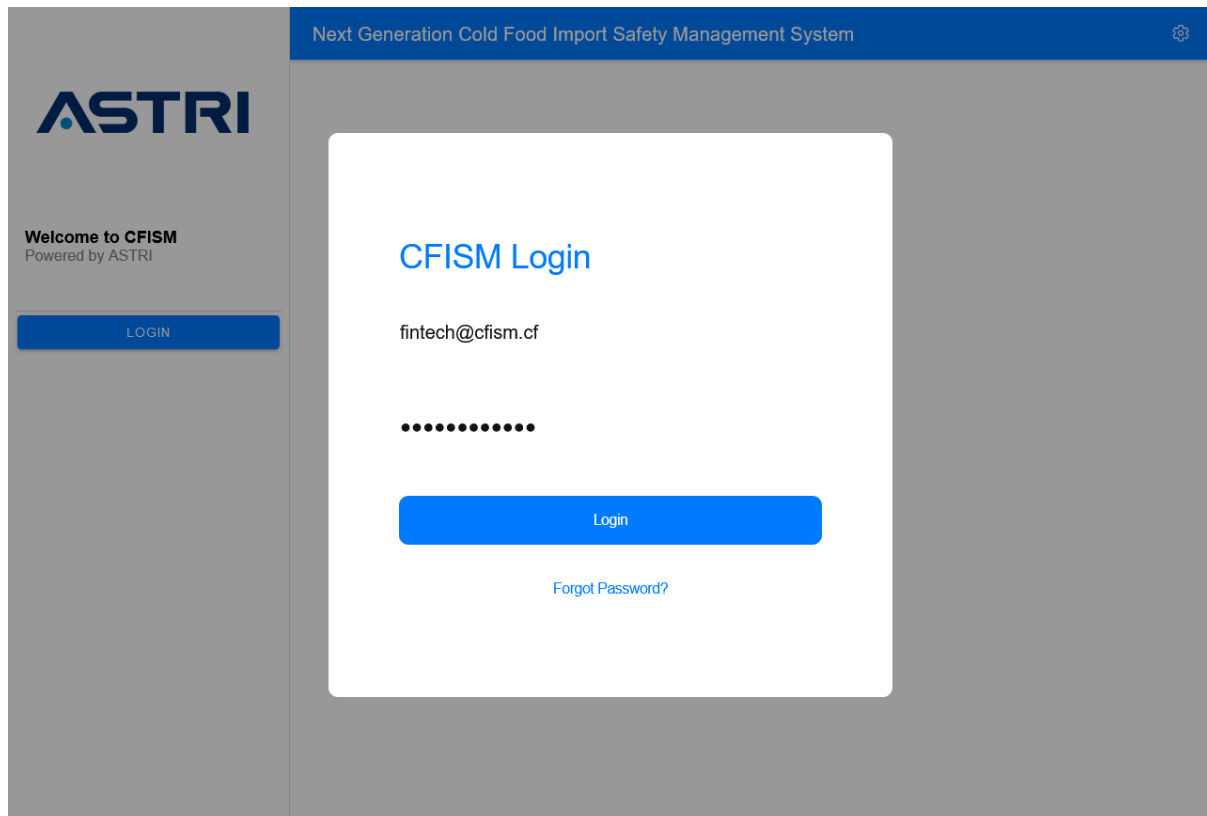 Next Generation Cold Food Import Safety Management System
ASTRI
Welcome to CFISM
Powered by ASTRI
LOGIN
CFISM Login
fintech@cfism.cf
••••••••••••
Login
Forgot Password?